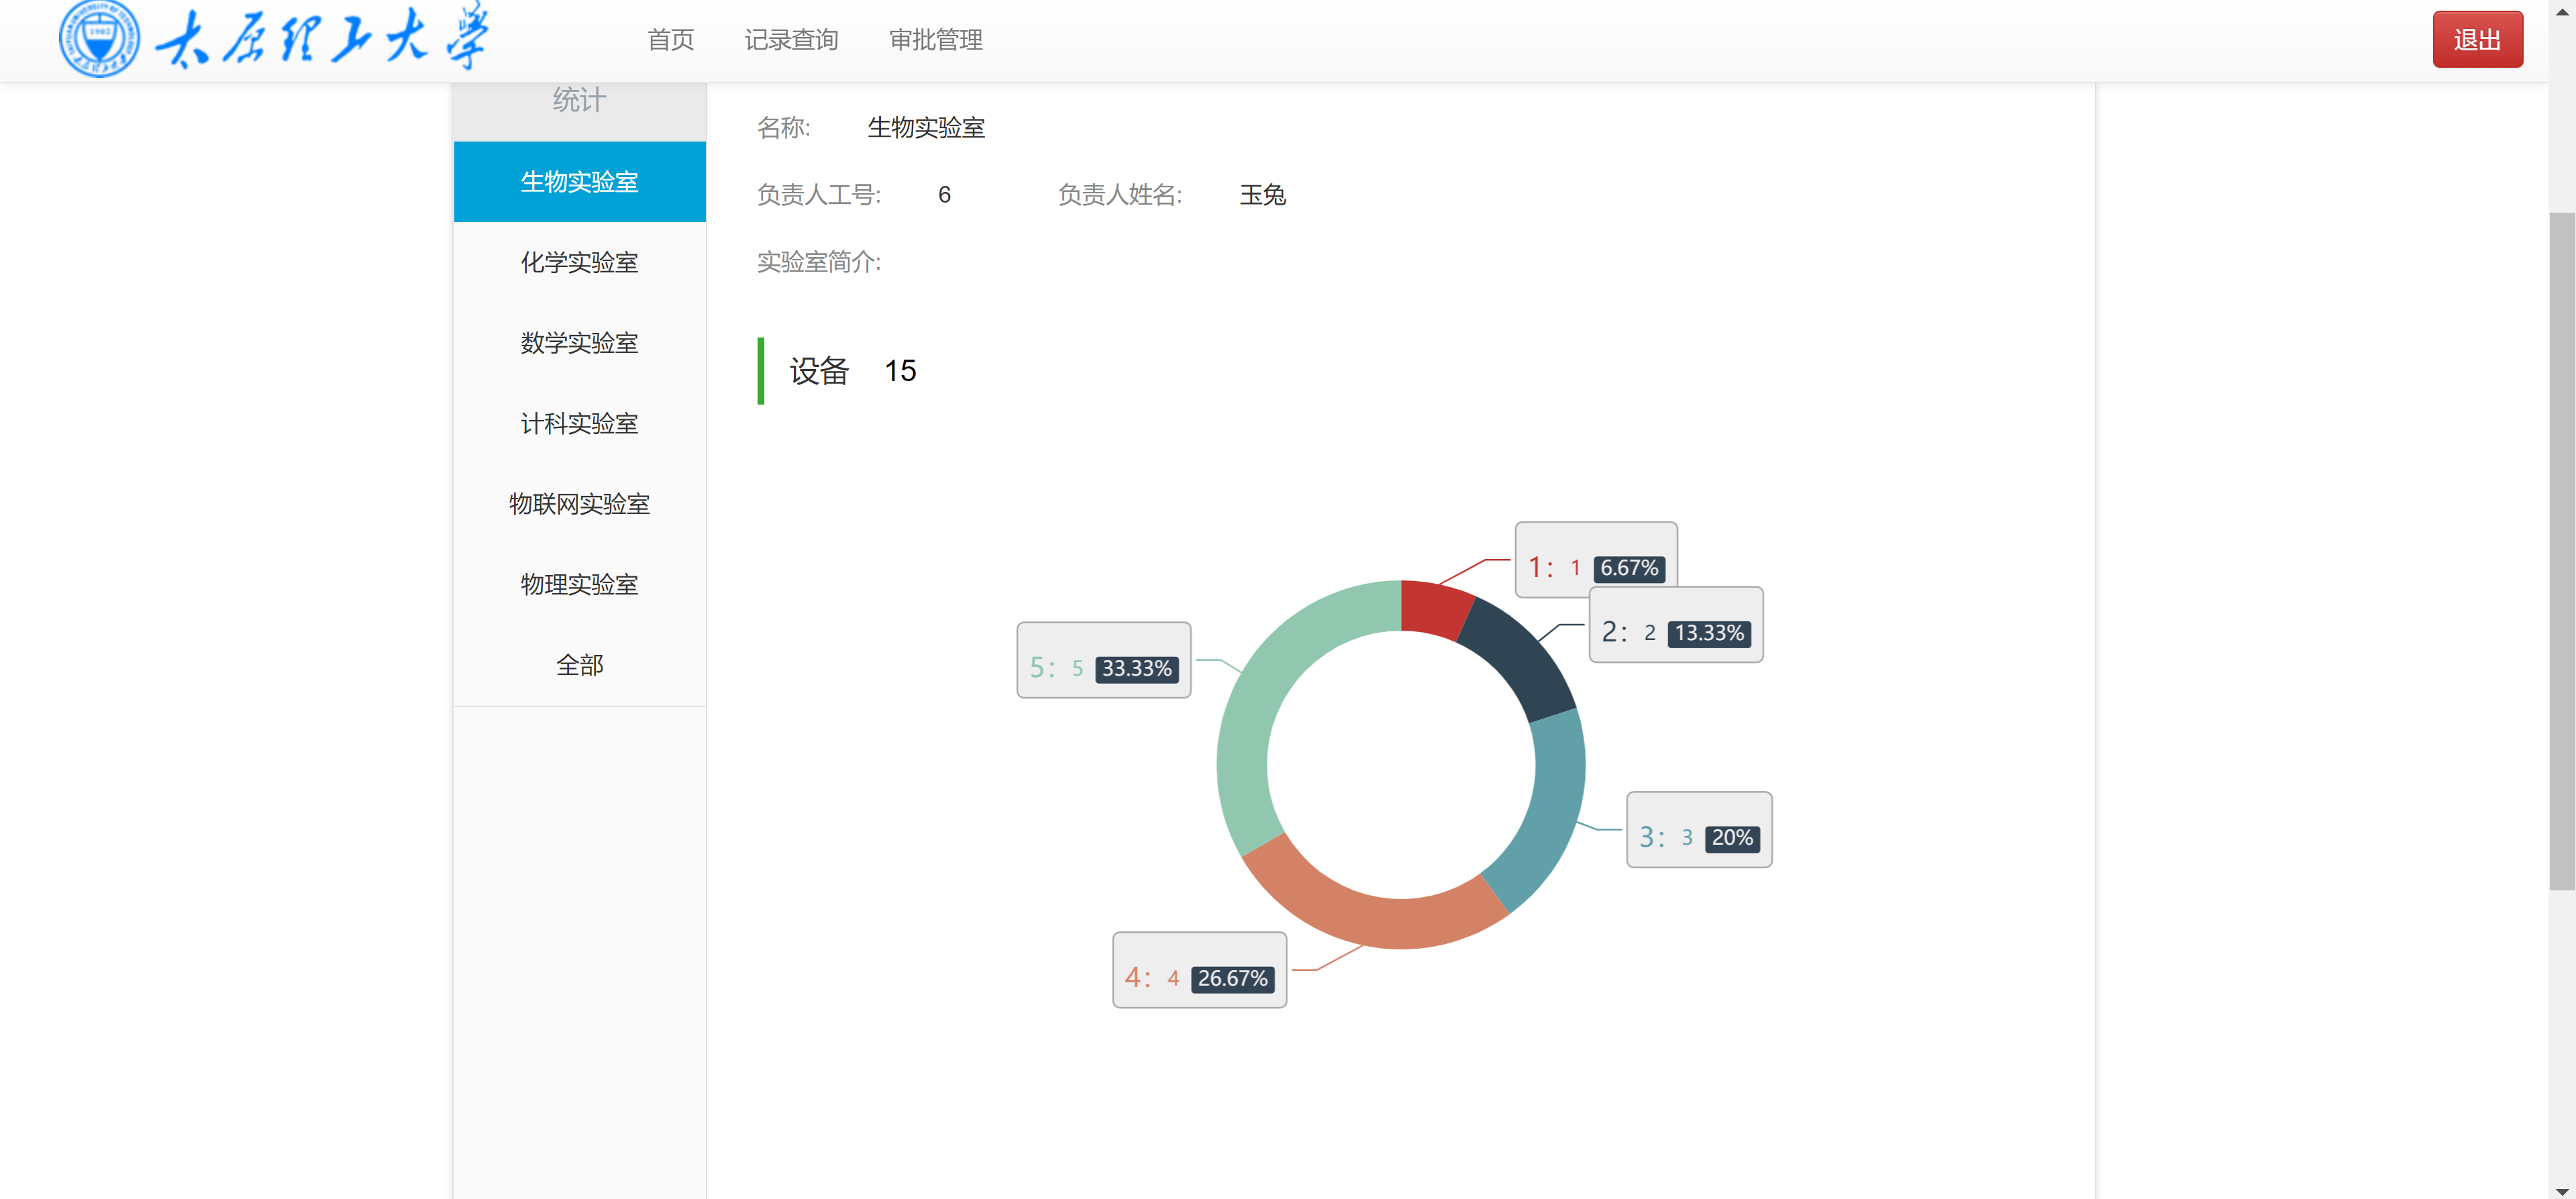 太原理工大学
首页 记录查询 审批管理
退出
统计
生物实验室
化学实验室
数学实验室
计科实验室
物联网实验室
物理实验室
全部
名称: 生物实验室
负责人工号: 6 负责人姓名: 玉兔
实验室简介:
设备 15
1: 1 6.67%
2: 2 13.33%
5: 5 33.33%
3: 3 20%
4: 4 26.67%